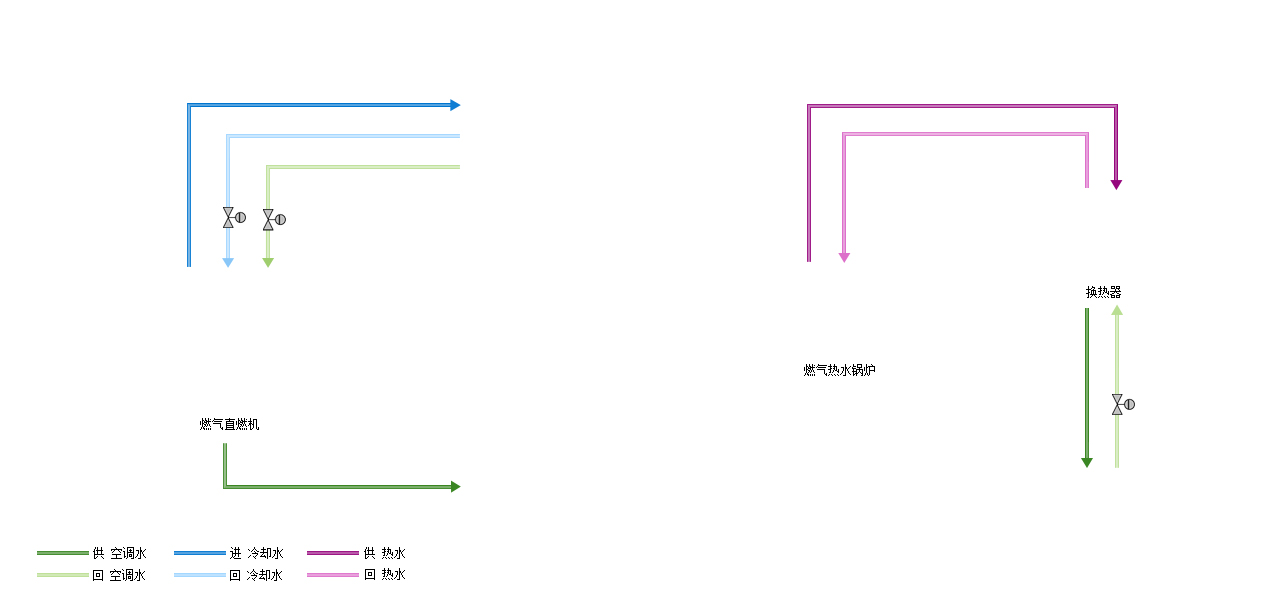 换热器
燃气热水锅炉
燃气直燃机
供 空调水 进 冷却水 供 热水
回 空调水 回 冷却水 回 热水